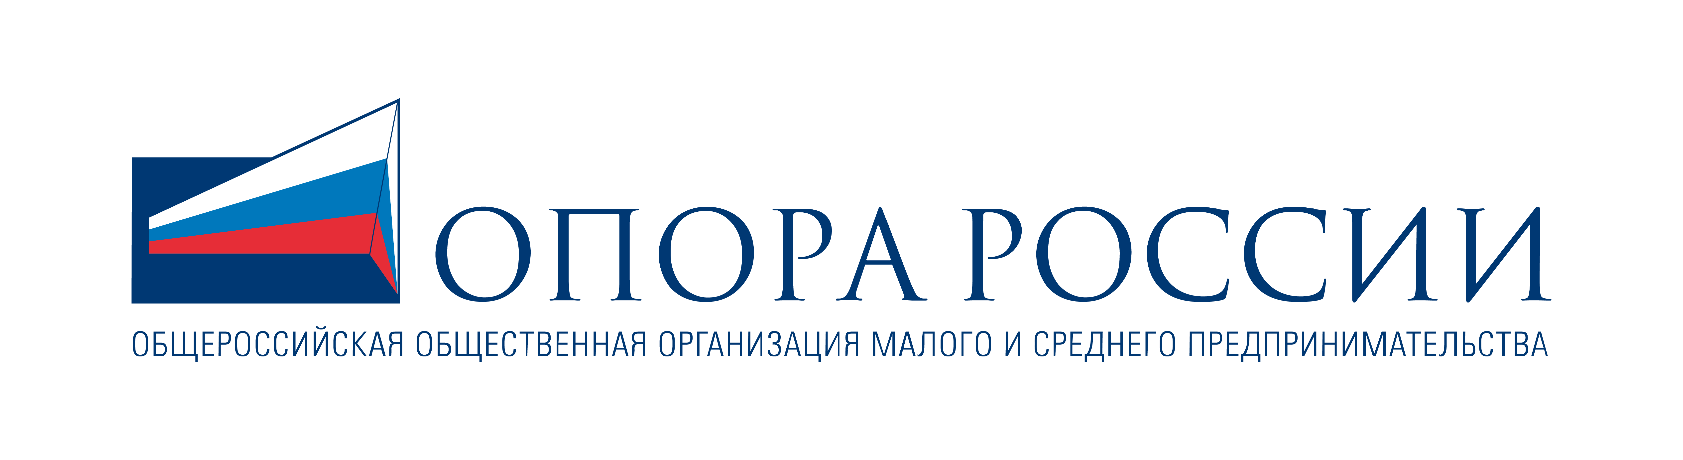 ОПОРА РОССИИ
ОБЩЕРОССИЙСКАЯ ОБЩЕСТВЕННАЯ ОРГАНИЗАЦИЯ МАЛОГО И СРЕДНЕГО ПРЕДПРИНИМАТЕЛЬСТВА